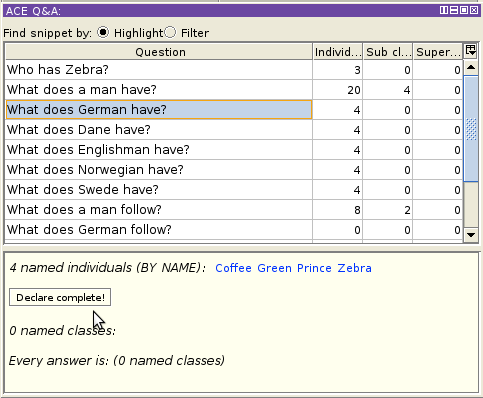 ACE Q&A:
Find snippet by: Highlight Filter
Question Individ... Sub cl... Super...
Who has Zebra? 3 0 0
What does a man have? 20 4 0
What does German have? 4 0 0
What does Dane have? 4 0 0
What does Englishman have? 4 0 0
What does Norwegian have? 4 0 0
What does Swede have? 4 0 0
What does a man follow? 8 2 0
What does German follow? 0 0 0
4 named individuals (BY NAME): Coffee Green Prince Zebra
Declare complete!
0 named classes:
Every answer is: (0 named classes)